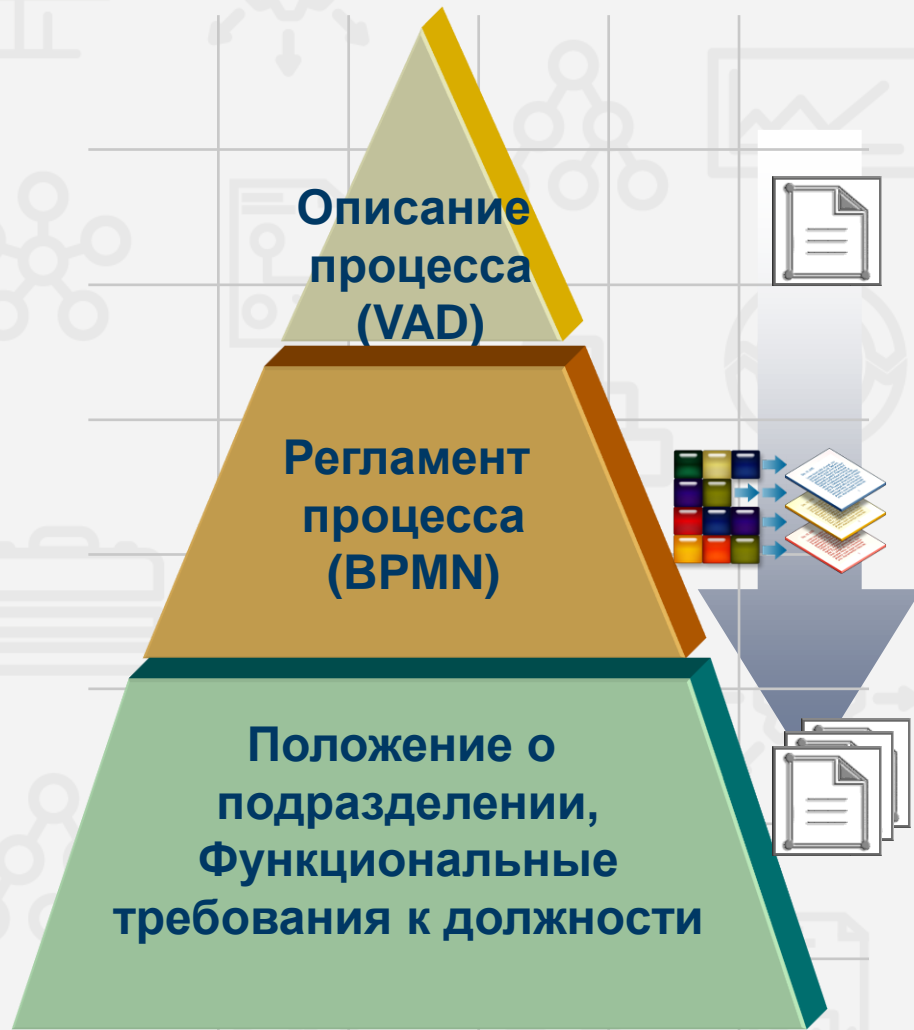 Описание
процесса
(VAD)
Регламент
процесса
(BPMN)
Положение о
подразделении,
Функциональные
требования к должности